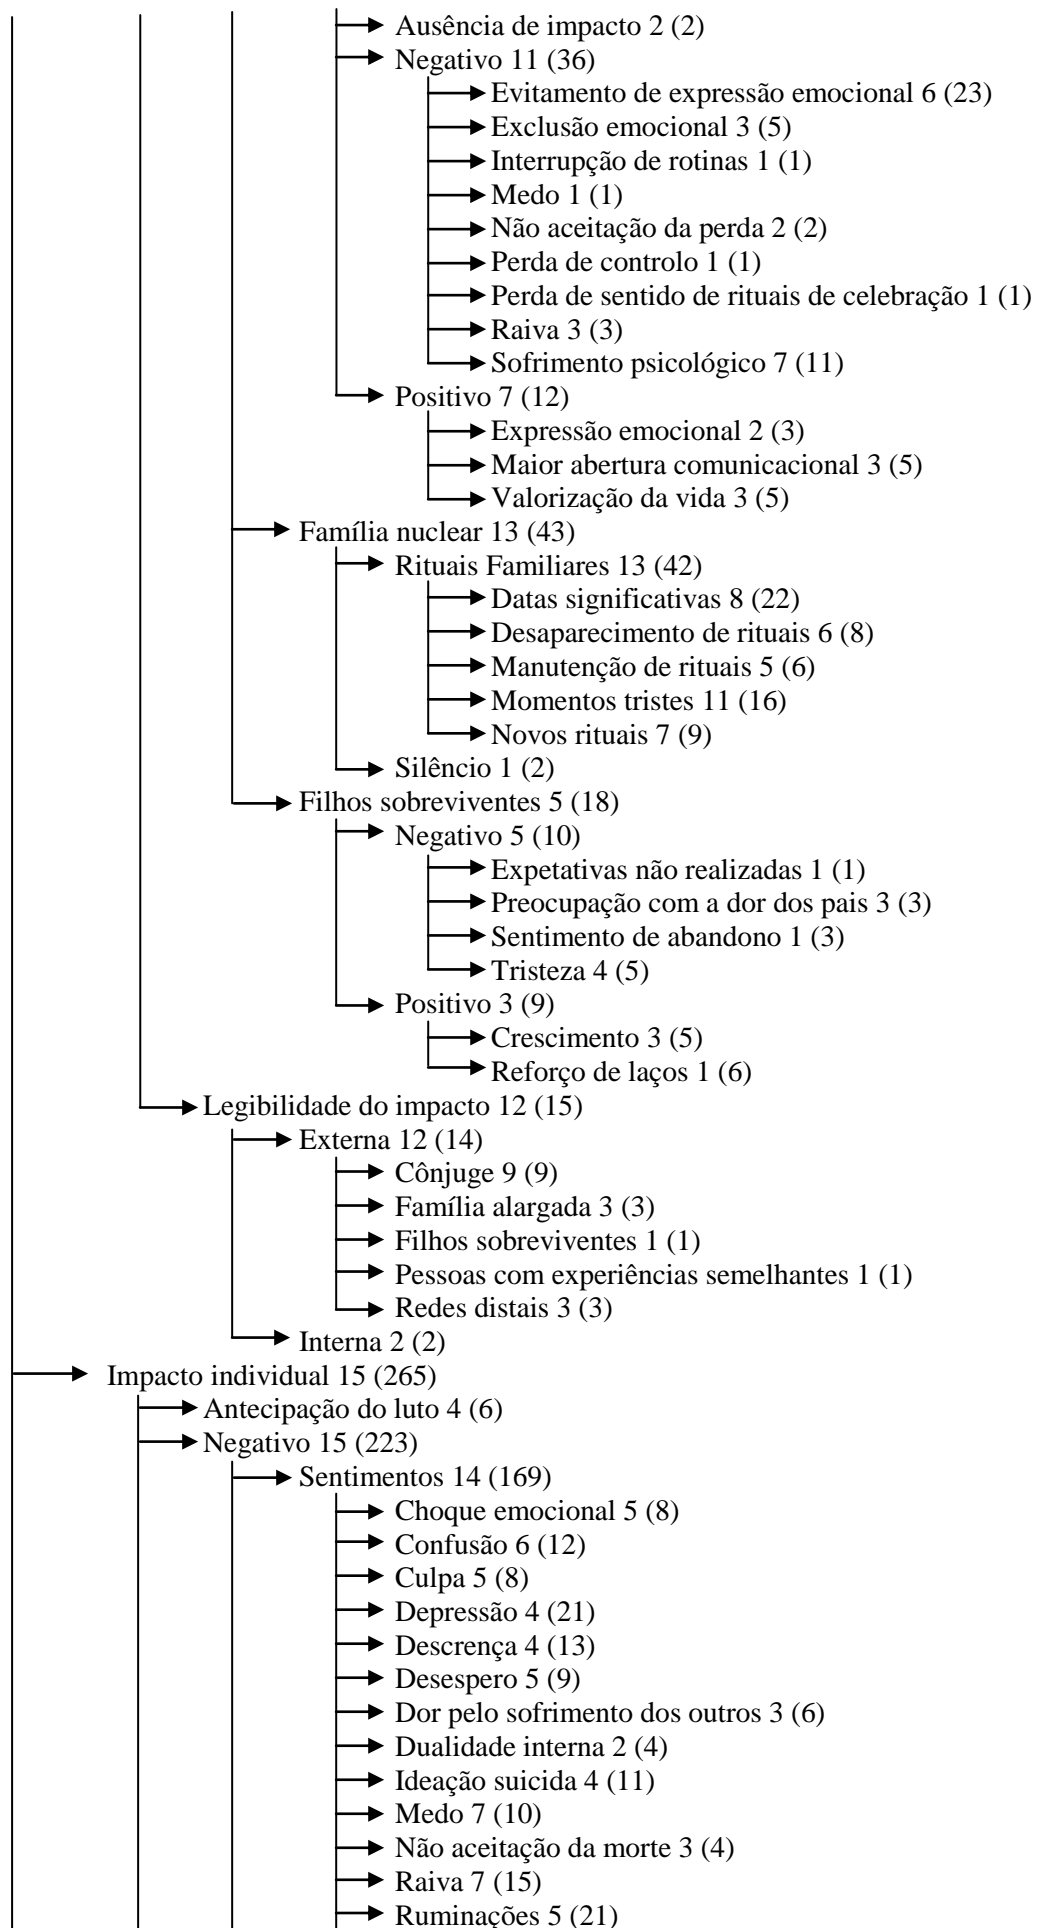 Ausência de impacto 2 (2)
Negativo 11 (36)
Evitamento de expressão emocional 6 (23)
Exclusão emocional 3 (5)
Interrupção de rotinas 1 (1)
Medo 1 (1)
Não aceitação da perda 2 (2)
Perda de controlo 1 (1)
Perda de sentido de rituais de celebração 1 (1)
Raiva 3 (3)
Sofrimento psicológico 7 (11)
Positivo 7 (12)
Expressão emocional 2 (3)
Maior abertura comunicacional 3 (5)
Valorização da vida 3 (5)
Família nuclear 13 (43)
Rituais Familiares 13 (42)
Datas significativas 8 (22)
Desaparecimento de rituais 6 (8)
Manutenção de rituais 5 (6)
Momentos tristes 11 (16)
Novos rituais 7 (9)
Silêncio 1 (2)
Filhos sobreviventes 5 (18)
Negativo 5 (10)
Expetativas não realizadas 1 (1)
Preocupação com a dor dos pais 3 (3)
Sentimento de abandono 1 (3)
Tristeza 4 (5)
Positivo 3 (9)
Crescimento 3 (5)
Reforço de laços 1 (6)
Legibilidade do impacto 12 (15)
Externa 12 (14)
Cônjuge 9 (9)
Família alargada 3 (3)
Filhos sobreviventes 1 (1)
Pessoas com experiências semelhantes 1 (1)
Redes distais 3 (3)
Interna 2 (2)
Impacto individual 15 (265)
Antecipação do luto 4 (6)
Negativo 15 (223)
Sentimentos 14 (169)
Choque emocional 5 (8)
Confusão 6 (12)
Culpa 5 (8)
Depressão 4 (21)
Descrença 4 (13)
Desespero 5 (9)
Dor pelo sofrimento dos outros 3 (6)
Dualidade interna 2 (4)
Ideação suicida 4 (11)
Medo 7 (10)
Não aceitação da morte 3 (4)
Raiva 7 (15)
Ruminações 5 (21)